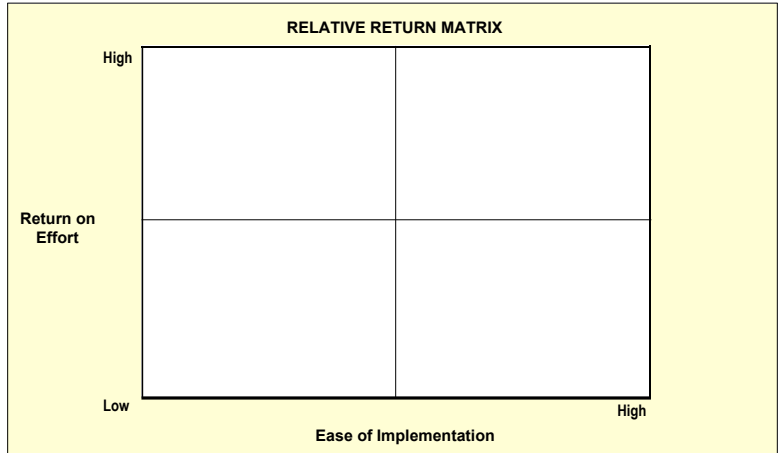 RELATIVE RETURN MATRIX
High
Return on
Effort
Low
High
Ease of Implementation